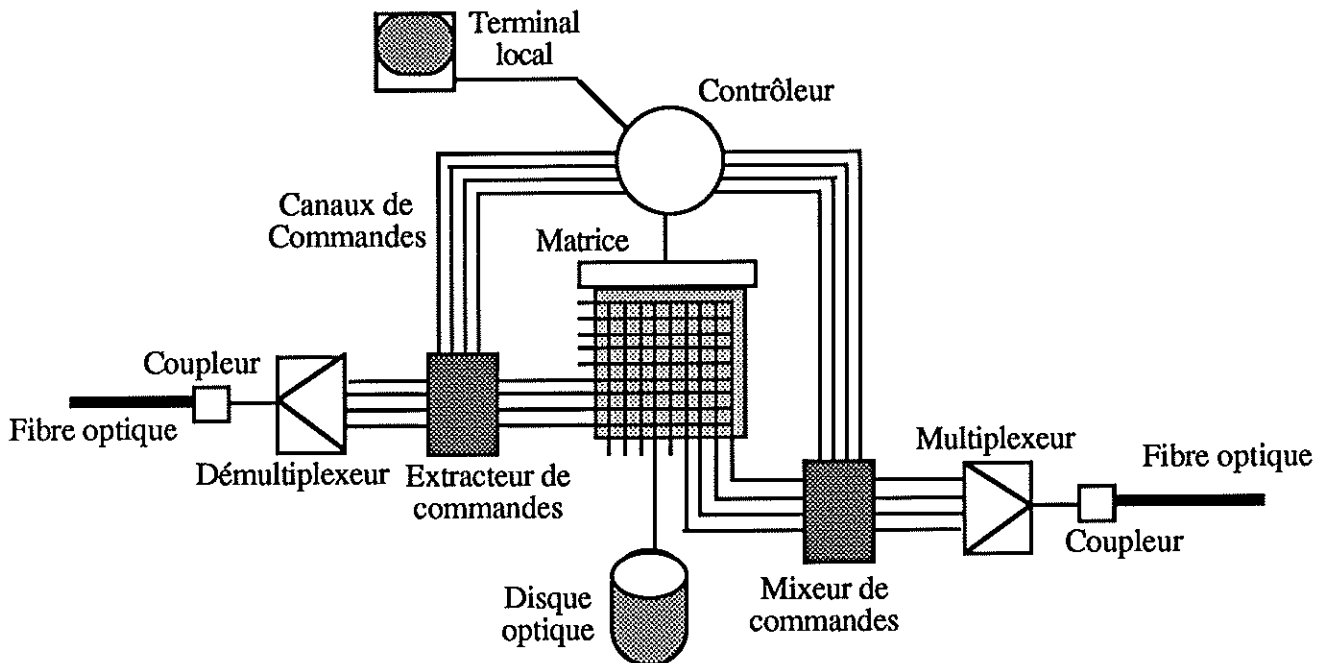 Terminal
local
Contrôleur
Canaux de
Commandes
Matrice
Coupleur
Fibre optique
Démultiplexeur
Extracteur de
commandes
Multiplexeur
Fibre optique
Coupleur
Mixeur de
commandes
Disque
optique